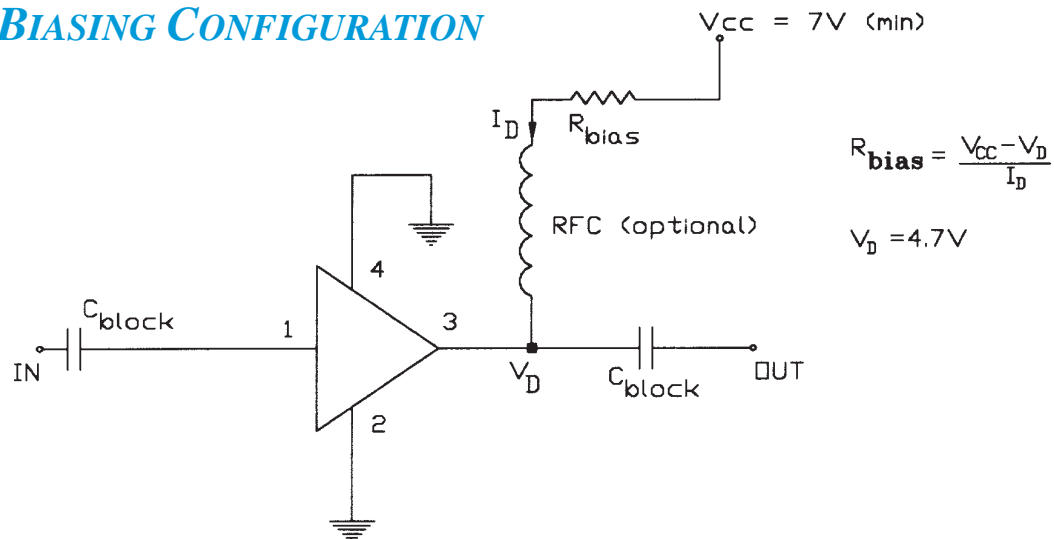 BIASING CONFIGURATION
VCC = 7V (min)
ID
Rbias
Rbias = VCC-VD
ID
RFC (optional)
VD =4.7V
4
Cblock
1
3
IN
VD
Cblock
OUT
2